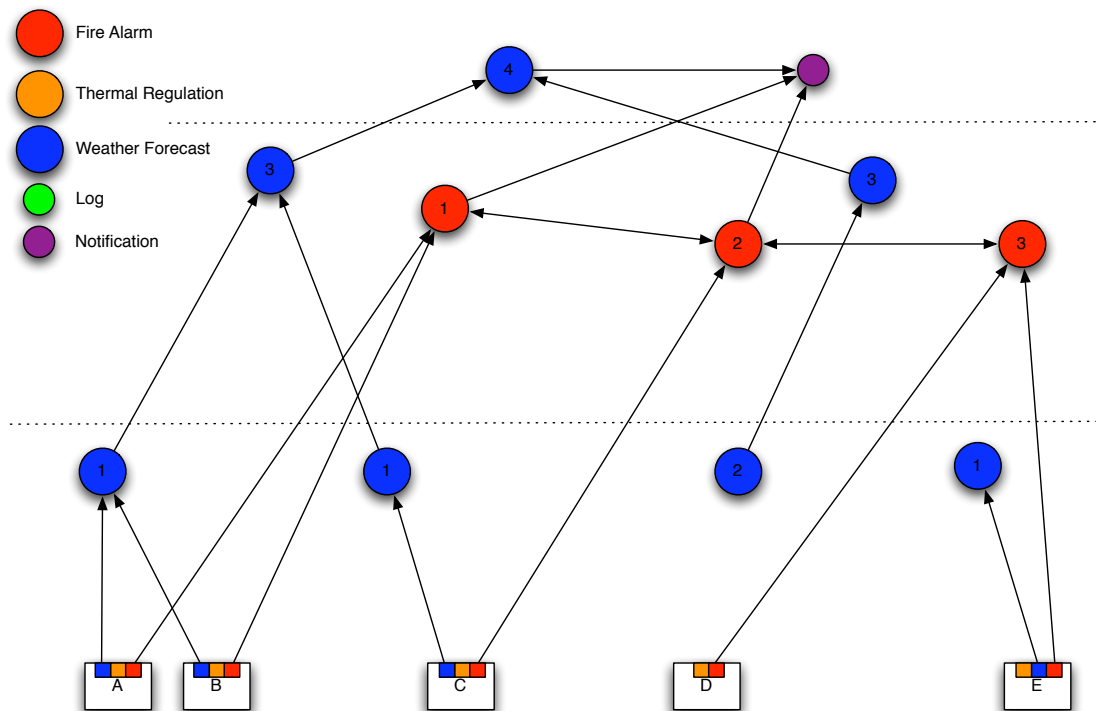 Fire Alarm
4
Thermal Regulation
Weather Forecast
3
3
Log
1
Notification
2
3
1
1
2
1
A
B
C
D
E